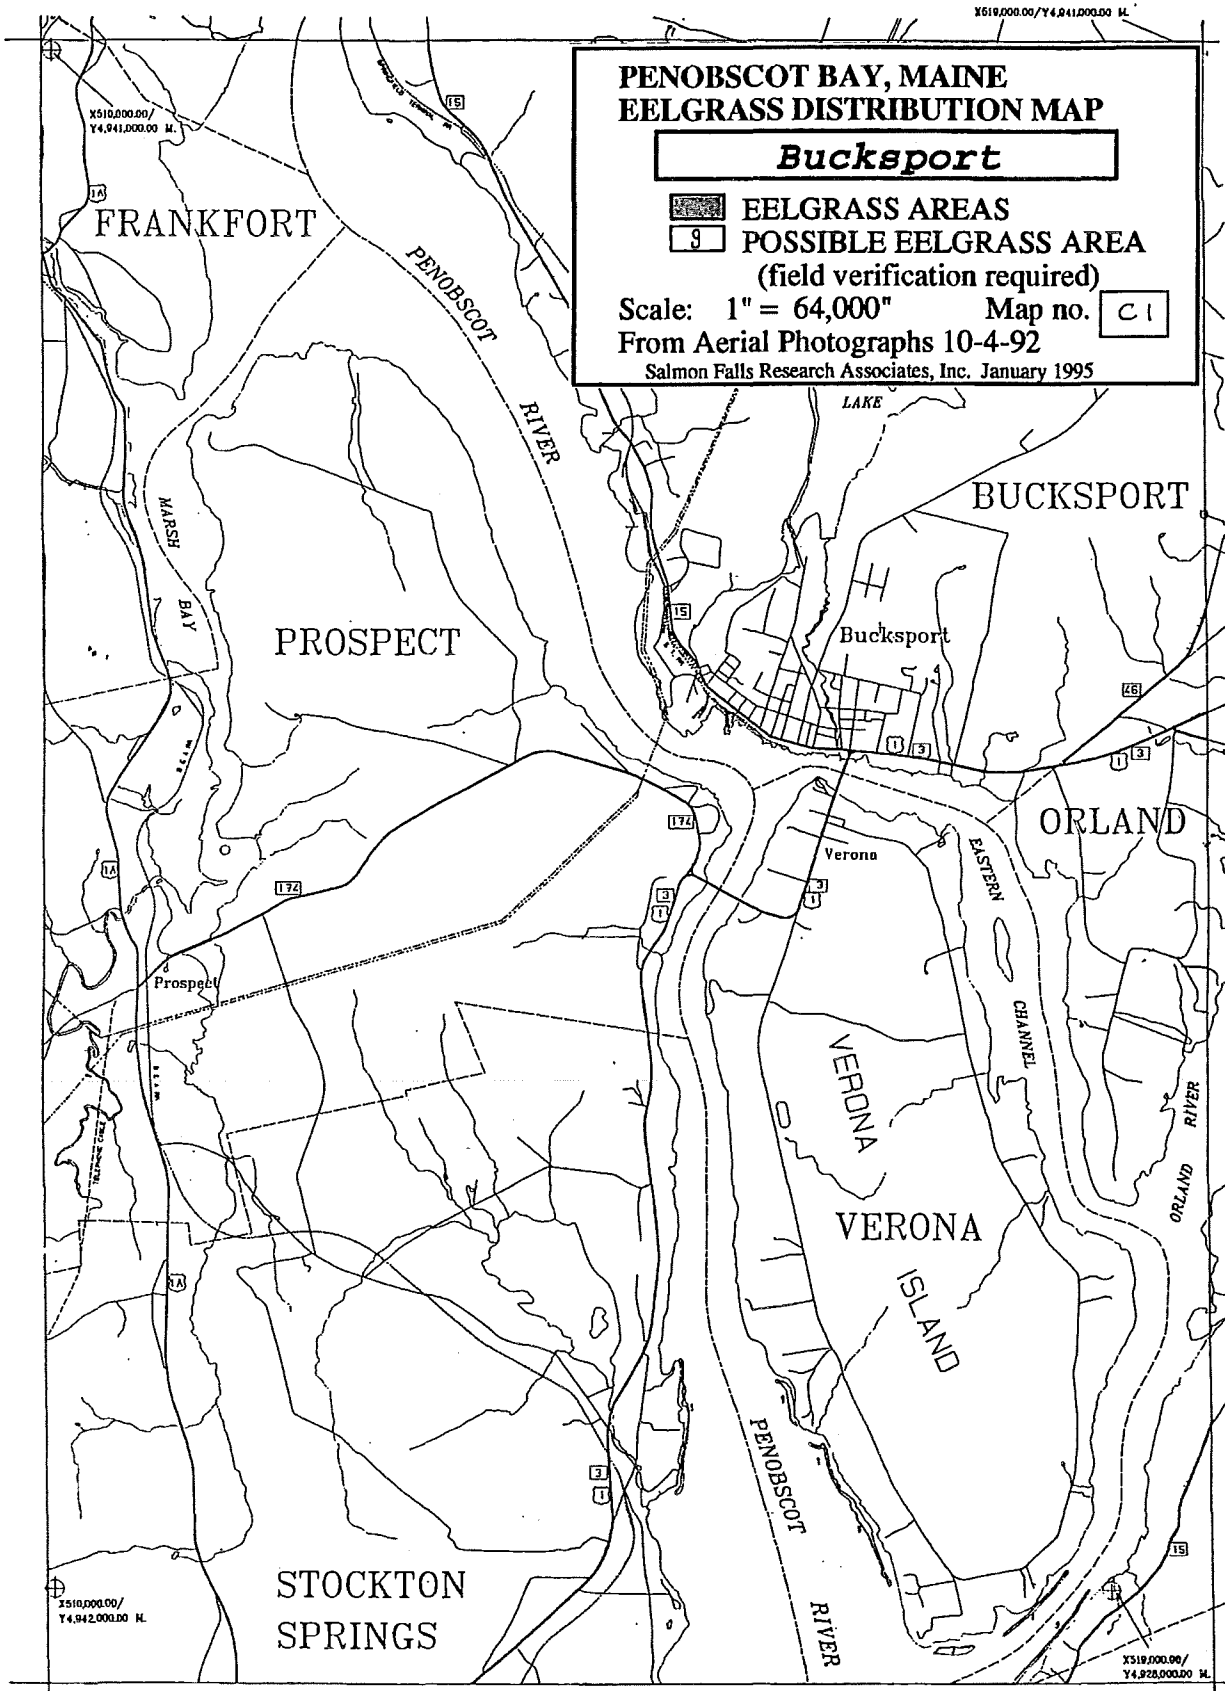 X519,000.00/Y4,941,000.00 M.
PENOBSCOT BAY, MAINE
EELGRASS DISTRIBUTION MAP
Bucksport
EELGRASS AREAS
9 POSSIBLE EELGRASS AREA
(field verification required)
Scale: 1" = 64,000" Map no. C1
From Aerial Photographs 10-4-92
Salmon Falls Research Associates, Inc. January 1995
X510,000.00/
Y4,941,000.00 M.
15
1A
FRANKFORT
PENOBSCOT
RIVER
LAKE
BUCKSPORT
MARSH
BAY
15
PROSPECT
Bucksport
97
1
3
1
3
ORLAND
174
Verona
EASTERN
1A
174
3
1
3
1
Prospect
CHANNEL
VERONA
RIVER
ORLAND
TELEPHONE CABLE
VERONA
ISLAND
1A
PENOBSCOT
3
1
15
STOCKTON
SPRINGS
RIVER
X510,000.00/
Y4,942,000.00 M.
X519,000.00/
Y4,928,000.00 M.